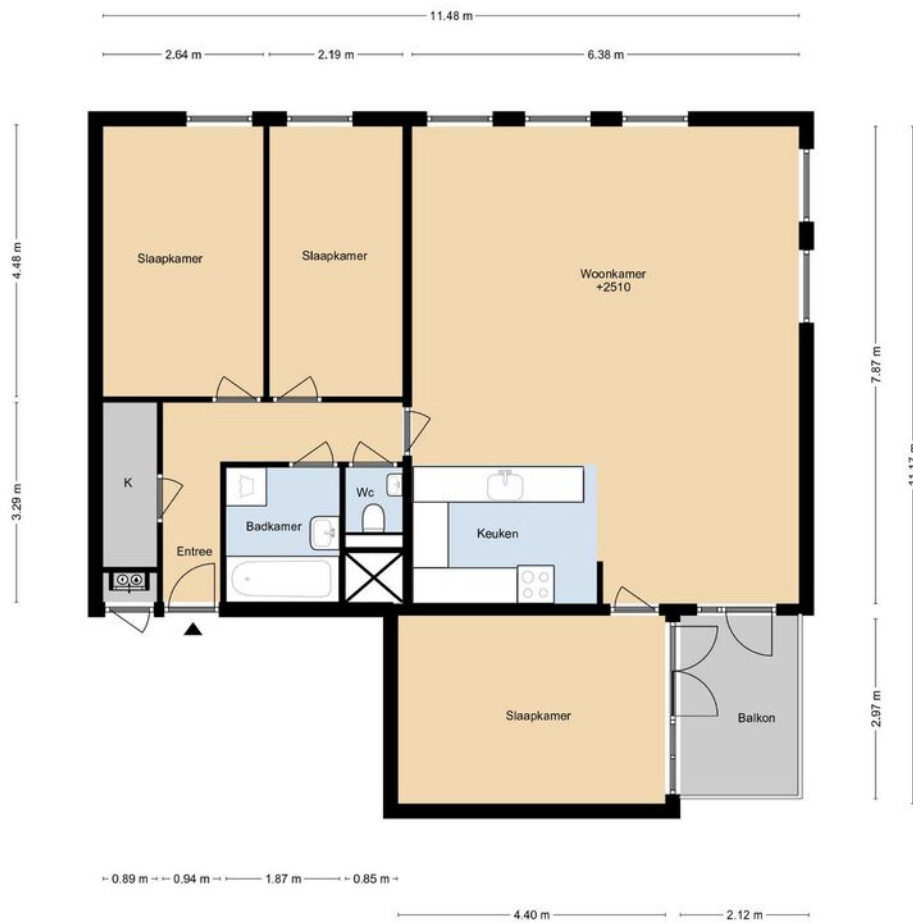 11.48 m
2.64 m
2.19 m
6.38 m
4.48 m
3.29 m
7.87 m
11.17 m
2.97 m
Slaapkamer
Slaapkamer
Woonkamer
+2510
K
Wc
Badkamer
Keuken
Entree
Slaapkamer
Balkon
0.89 m
0.94 m
1.87 m
0.85 m
4.40 m
2.12 m